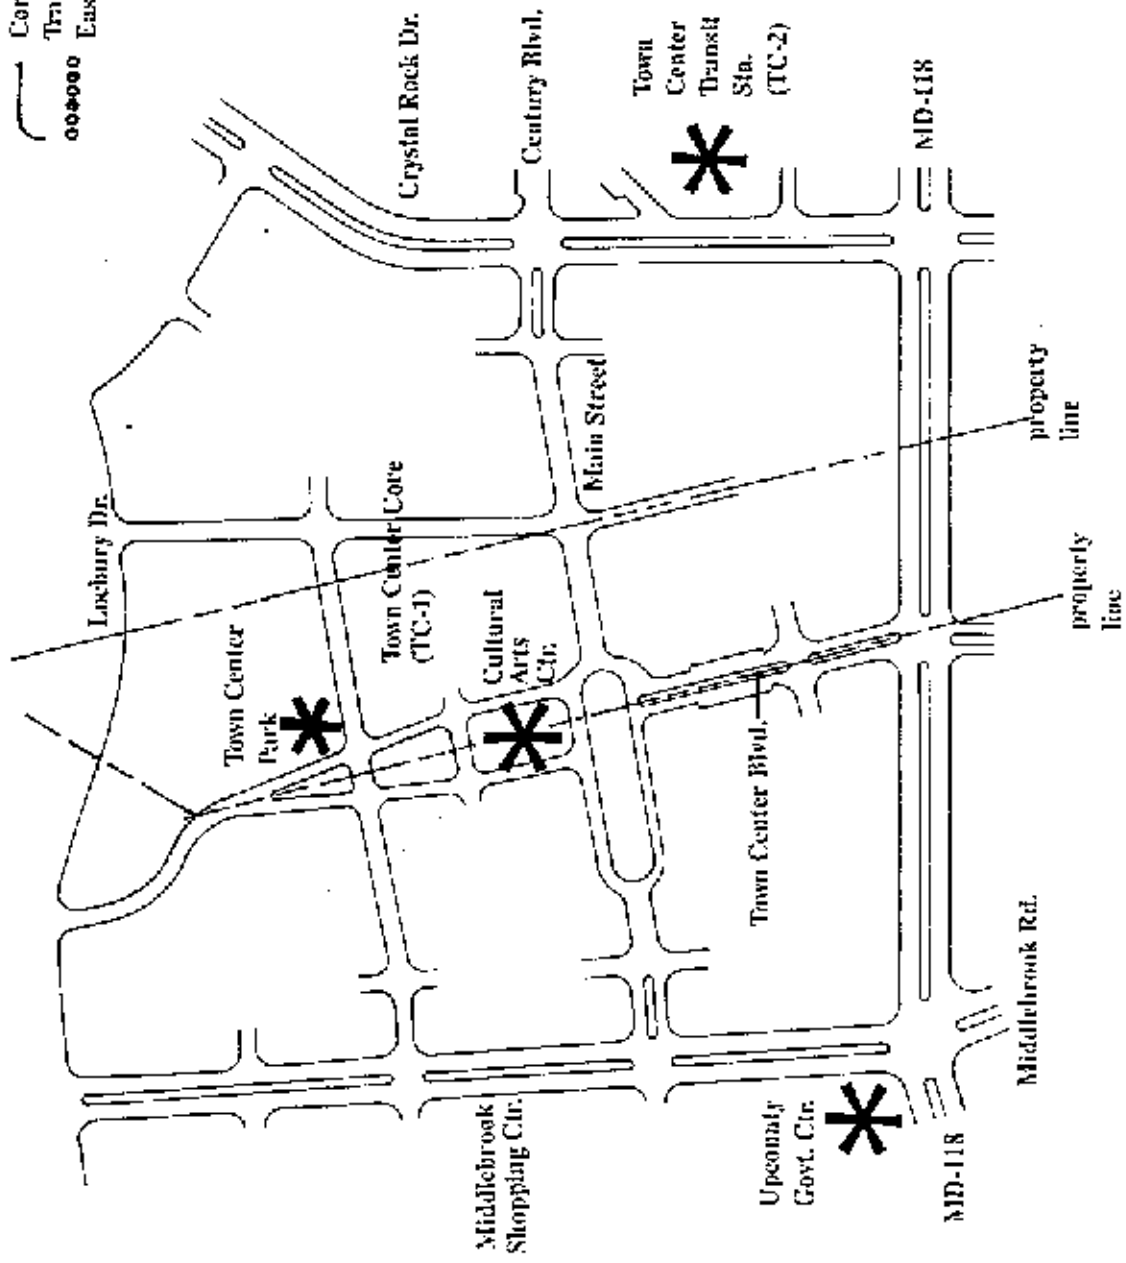 Crystal Rock Dr.
Century Blvd.
Town
Center
Transit
Sta.
(TC-2)
MD-118
Main Street
property
line
Locbury Dr.
Town Center Core
(TC-1)
Town Center
Park
Cultural
Arts
Ctr.
property
line
Town Center Blvd.
Middlebrook
Shopping Ctr.
Upcounty
Govt. Ctr.
MD-118
Middlebrook Rd.